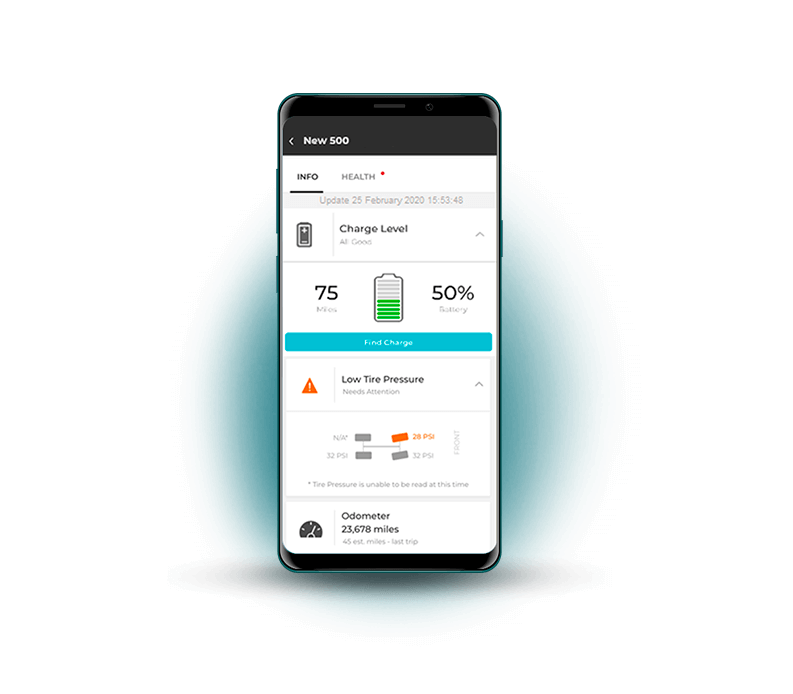 New 500
INFO HEALTH
Update 25 February 2020 15:53:48
Charge Level
All Good
75 50%
Miles Battery
Find Charge
Low Tire Pressure
Needs Attention
N/A* 28 PSI
32 PSI 32 PSI
FRONT
* Tire Pressure is unable to be read at this time
Odometer
23,678 miles
45 est. miles - last trip